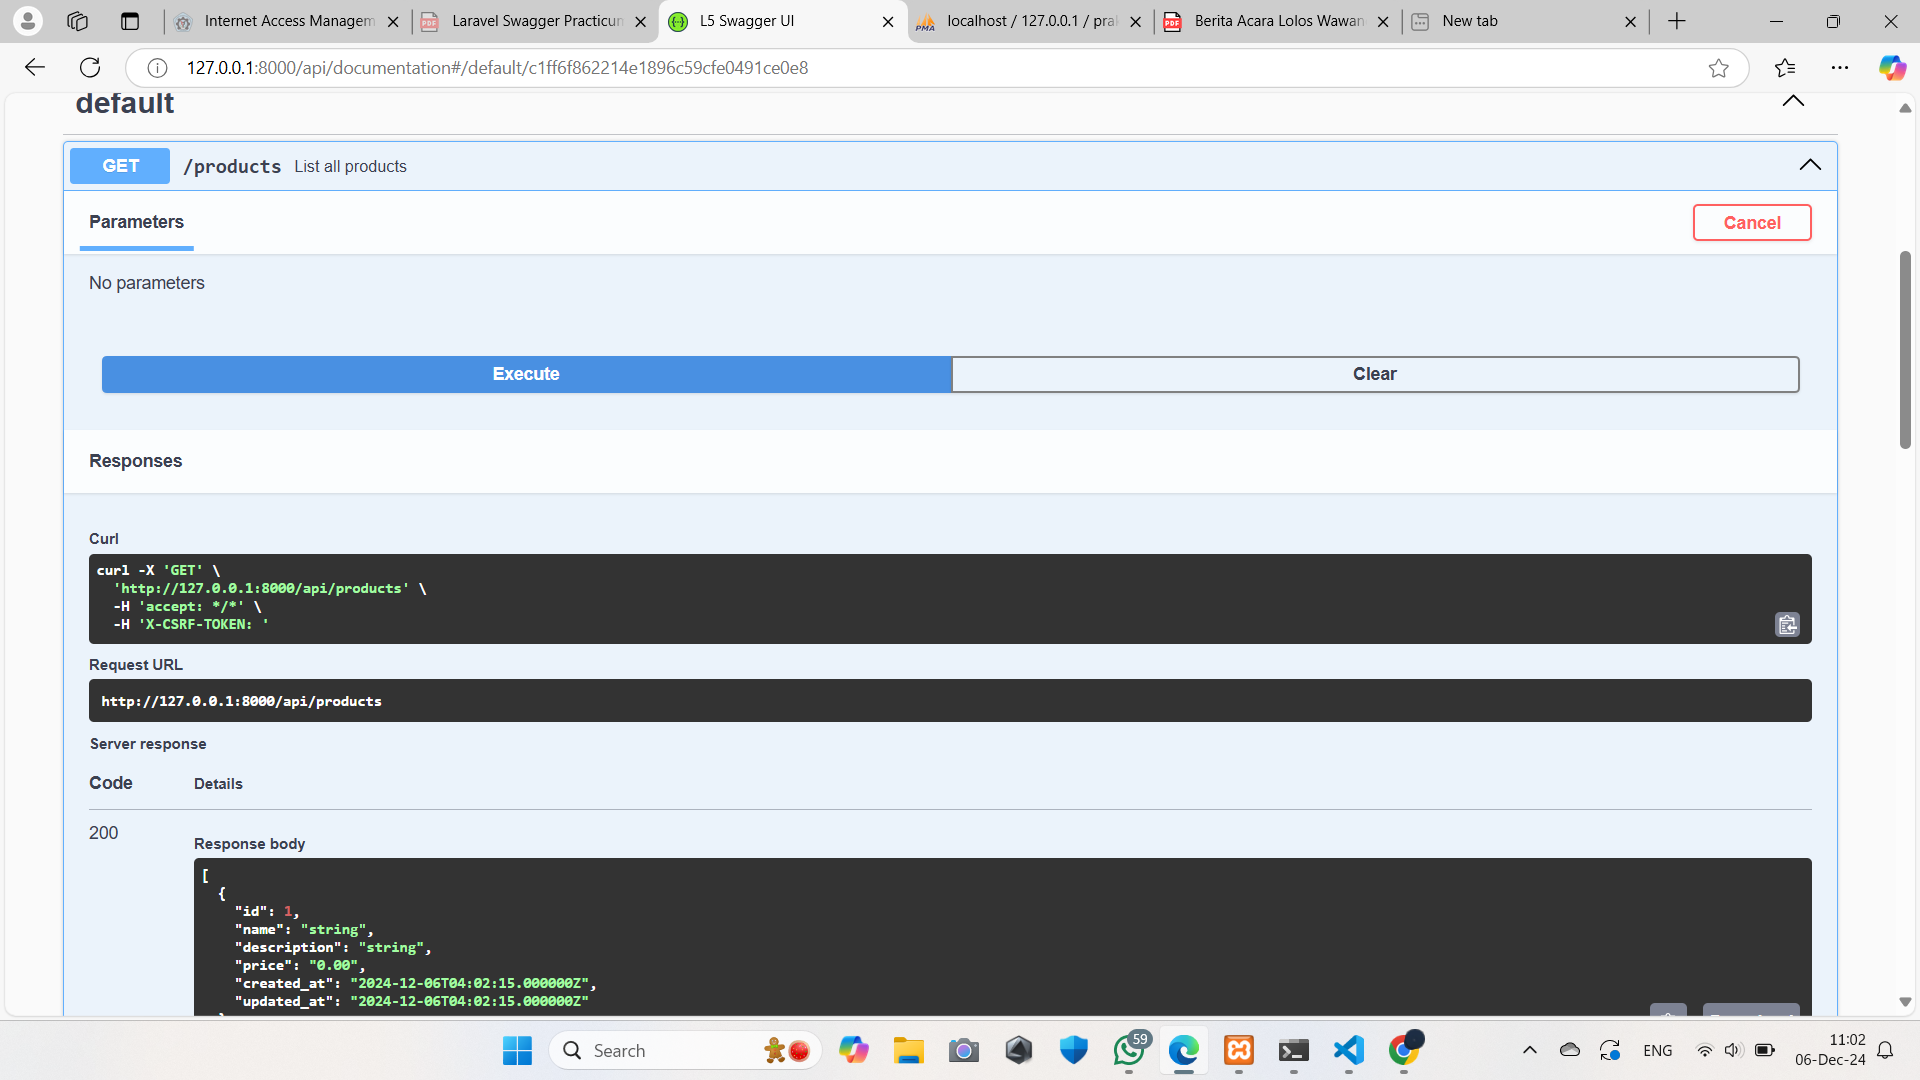 Internet Access Managem
Laravel Swagger Practicun
L5 Swagger UI
localhost / 127.0.0.1 / pral
Berita Acara Lolos Wawan
New tab
127.0.0.1:8000/api/documentation#/default/c1ff6f862214e1896c59cfe0491ce0e8
default
GET /products List all products
Parameters
Cancel
No parameters
Execute
Clear
Responses
Curl
curl -X 'GET' \
'http://127.0.0.1:8000/api/products' \
-H 'accept: */*' \
-H 'X-CSRF-TOKEN: '
Request URL
http://127.0.0.1:8000/api/products
Server response
Code Details
200
Response body
[
{
"id": 1,
"name": "string",
"description": "string",
"price": "0.00",
"created_at": "2024-12-06T04:02:15.000000Z",
"updated_at": "2024-12-06T04:02:15.000000Z"
Search
59
ENG
11:02
06-Dec-24